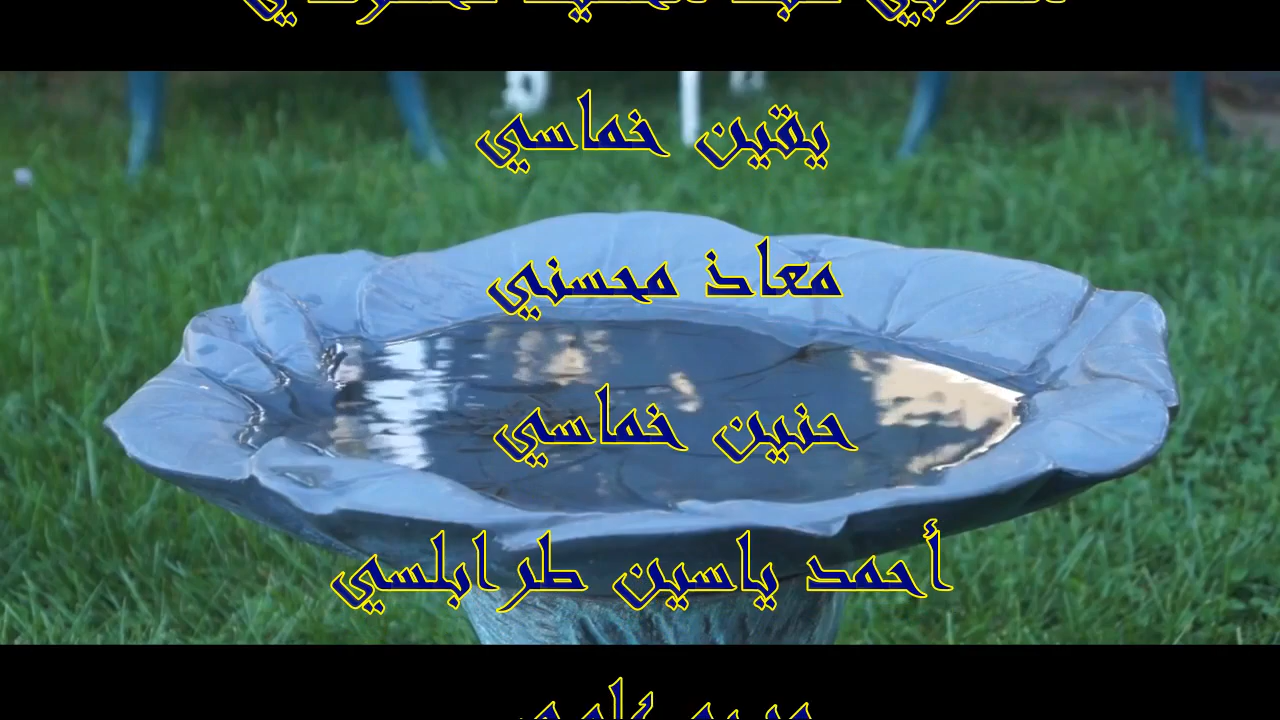 يقين خماسي
معاذ محسني
حنين خماسي
أحمد ياسين طرابلسي